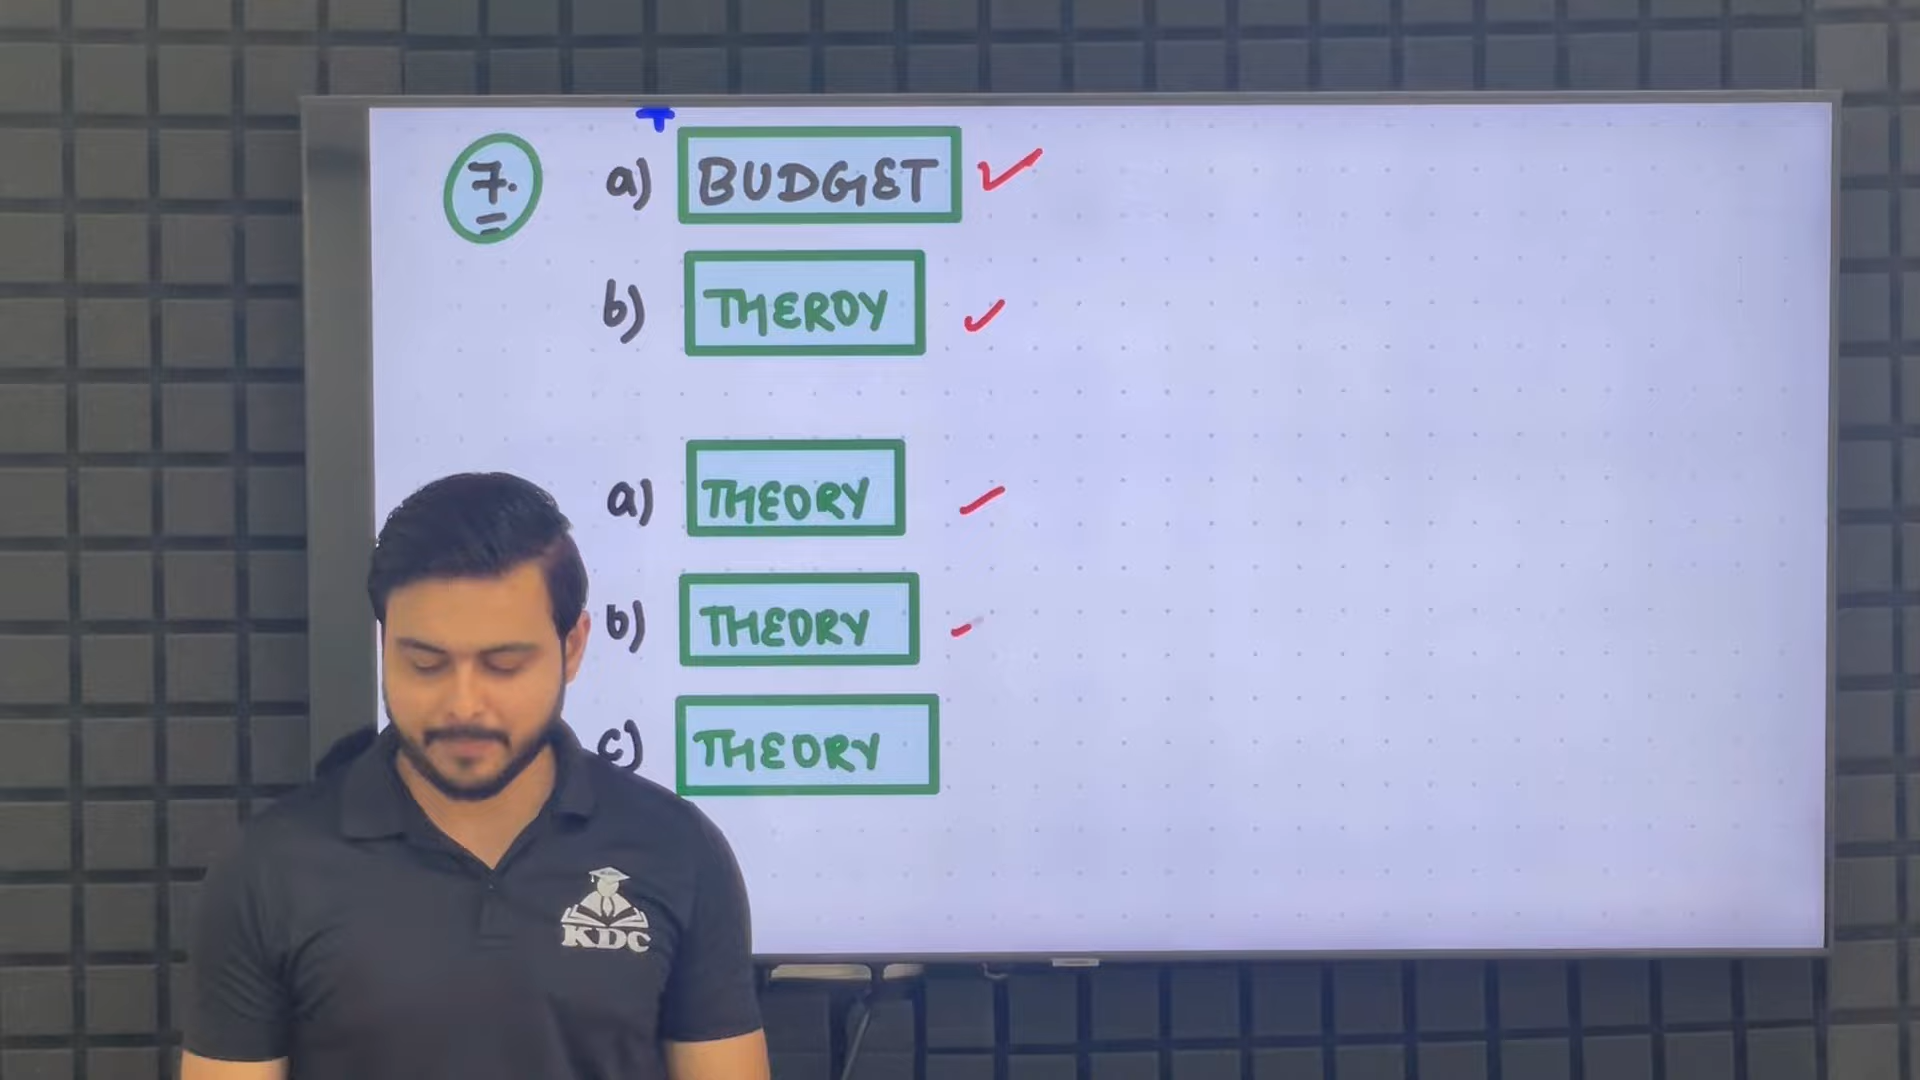 7. a) BUDGET
b) THEROY
a) THEORY
b) THEORY
c) THEORY
KDC